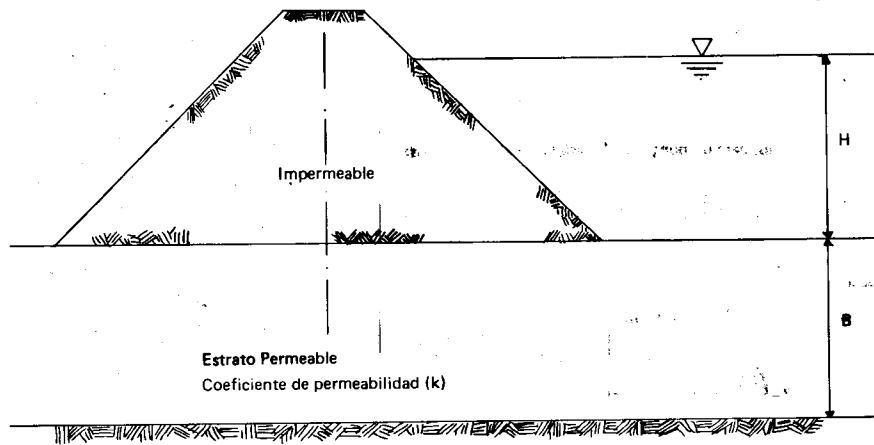 H
Impermeable
B
Estrato Permeable
Coeficiente de permeabilidad (k)